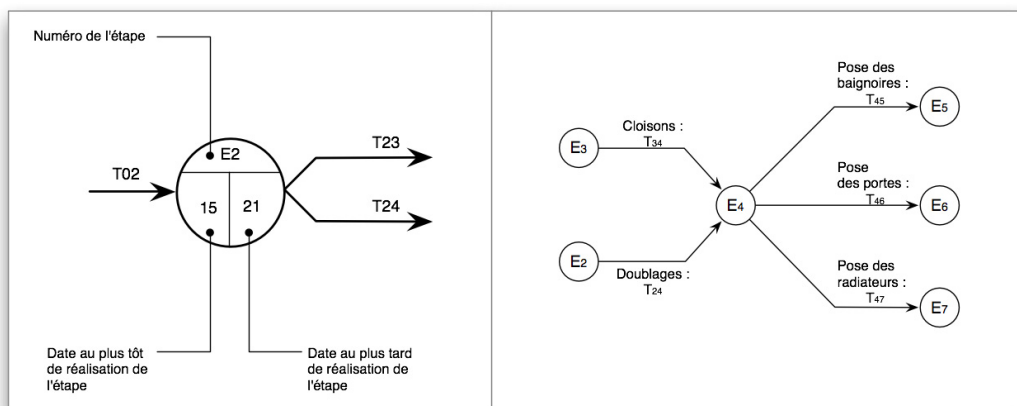 Numéro de l'étape
E2
T02
T23
T24
15
21
Date au plus tôt
de réalisation de
l'étape
Date au plus tard
de réalisation de
l'étape
E3
Cloisons :
T34
E2
Doublages :
T24
E4
Pose des
baignoires :
T45
E5
Pose
des portes :
T46
E6
Pose des
radiateurs :
T47
E7